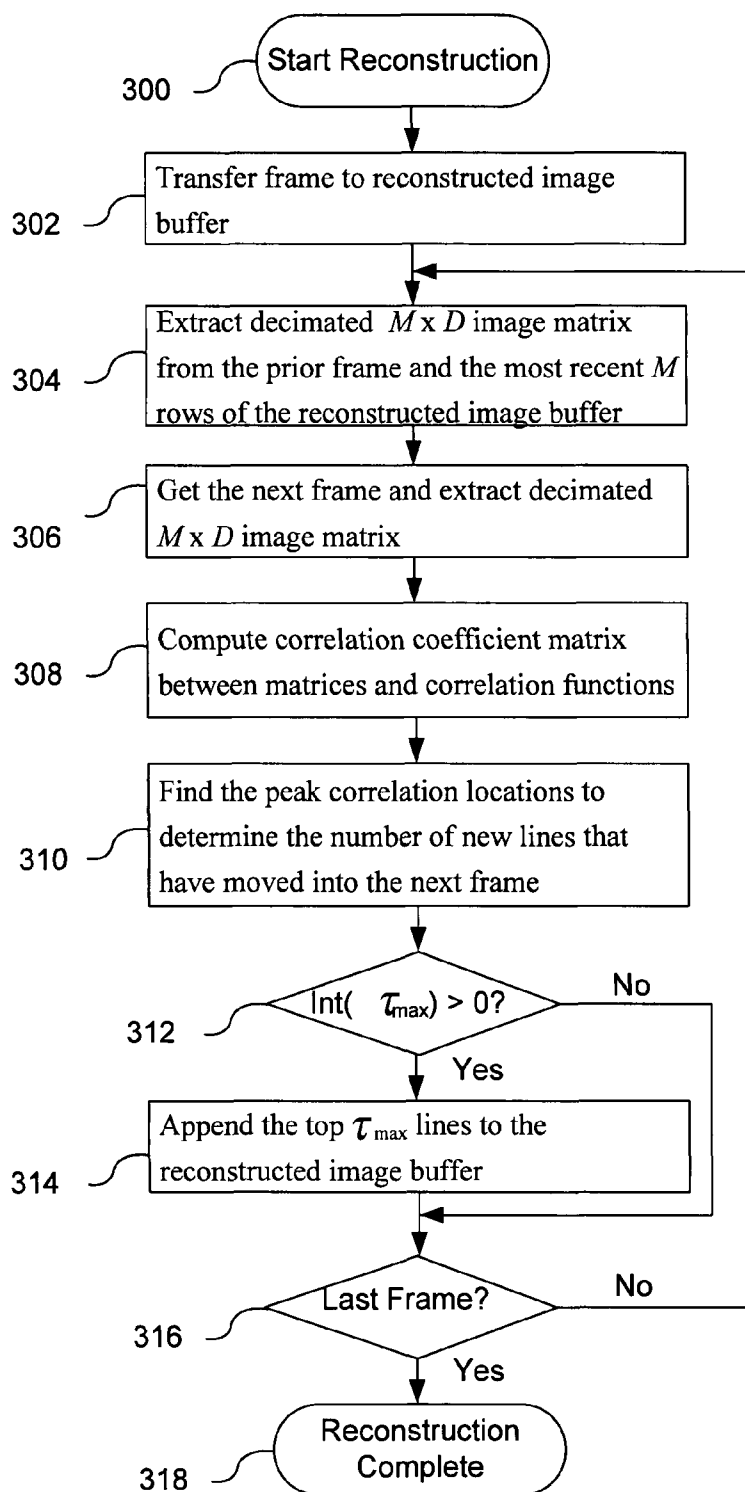 Start Reconstruction
300
Transfer frame to reconstructed image
buffer
302
Extract decimated M x D image matrix
from the prior frame and the most recent M
rows of the reconstructed image buffer
304
Get the next frame and extract decimated
M x D image matrix
306
Compute correlation coefficient matrix
between matrices and correlation functions
308
Find the peak correlation locations to
determine the number of new lines that
have moved into the next frame
310
Int( τmax) > 0?
No
312
Yes
Append the top τmax lines to the
reconstructed image buffer
314
Last Frame?
No
316
Yes
Reconstruction
Complete
318